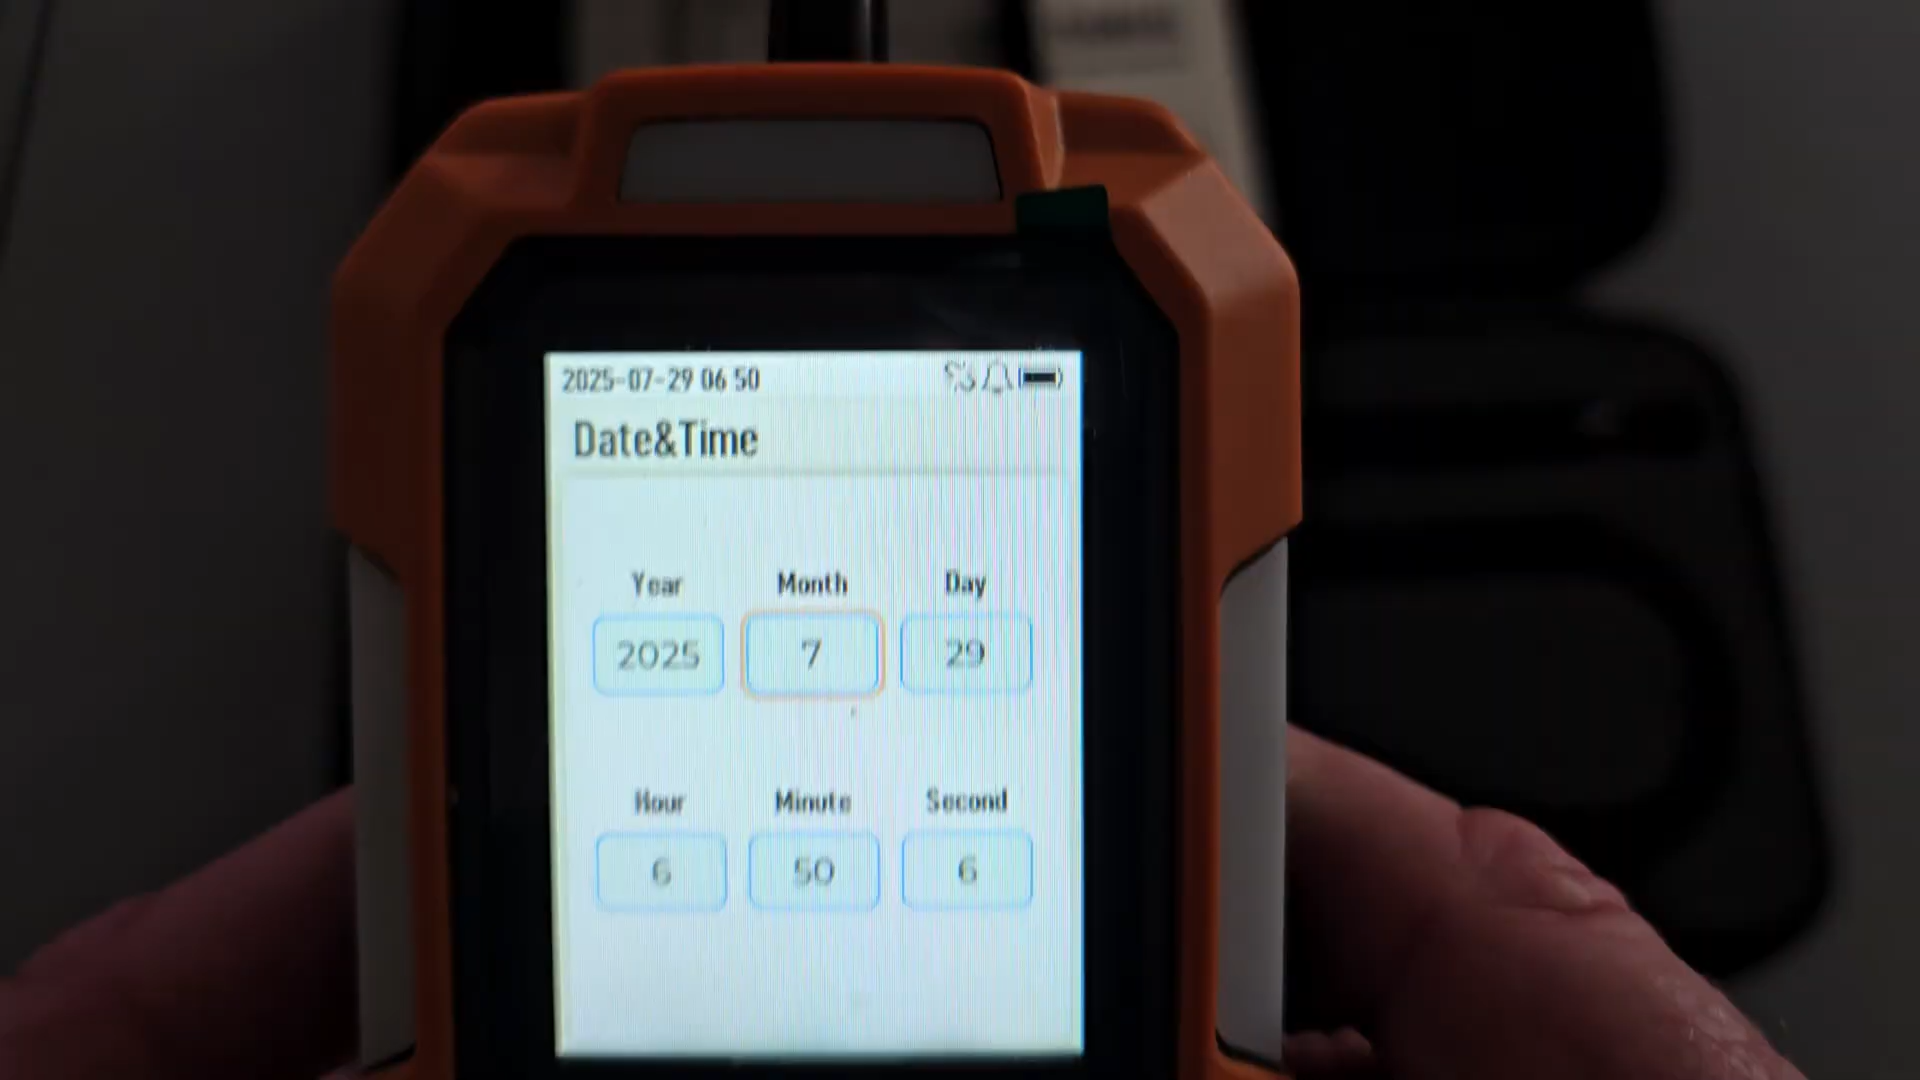 2025-07-29 06 50
Date&Time
Year Month Day
2025 7 29
Hour Minute Second
6 50 6